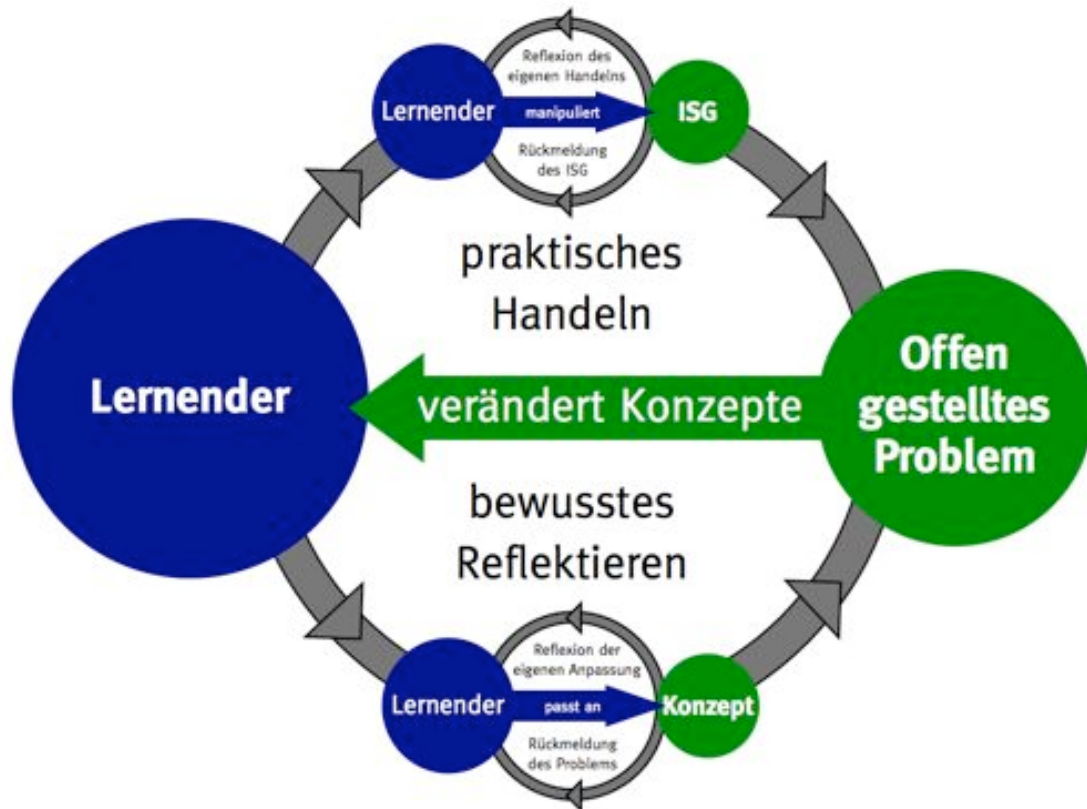 Reflexion des
eigenen Handelns
Lernender
manipuliert
ISG
Rückmeldung
des ISG
praktisches
Handeln
Lernender
verändert Konzepte
Offen
gestelltes
Problem
bewusstes
Reflektieren
Reflexion der
eigenen Anpassung
Lernender
passt an
Konzept
Rückmeldung
des Problems